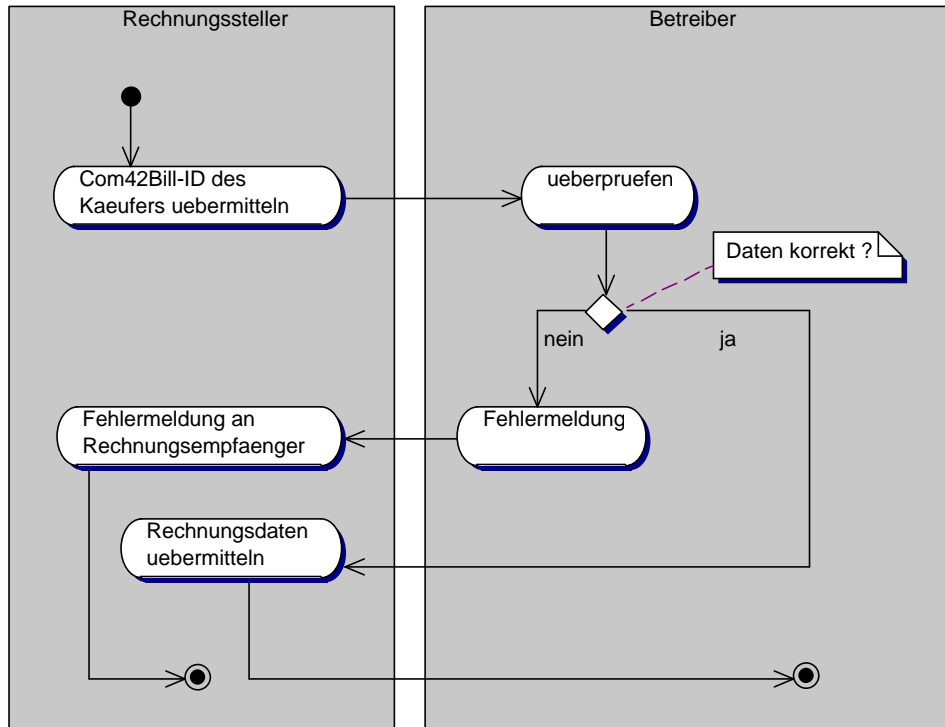 Rechnungssteller
Betreiber
Com42Bill-ID des
Kaeufers uebermitteln
ueberpruefen
Daten korrekt ?
nein
ja
Fehlermeldung an
Rechnungsempfaenger
Fehlermeldung
Rechnungsdaten
uebermitteln